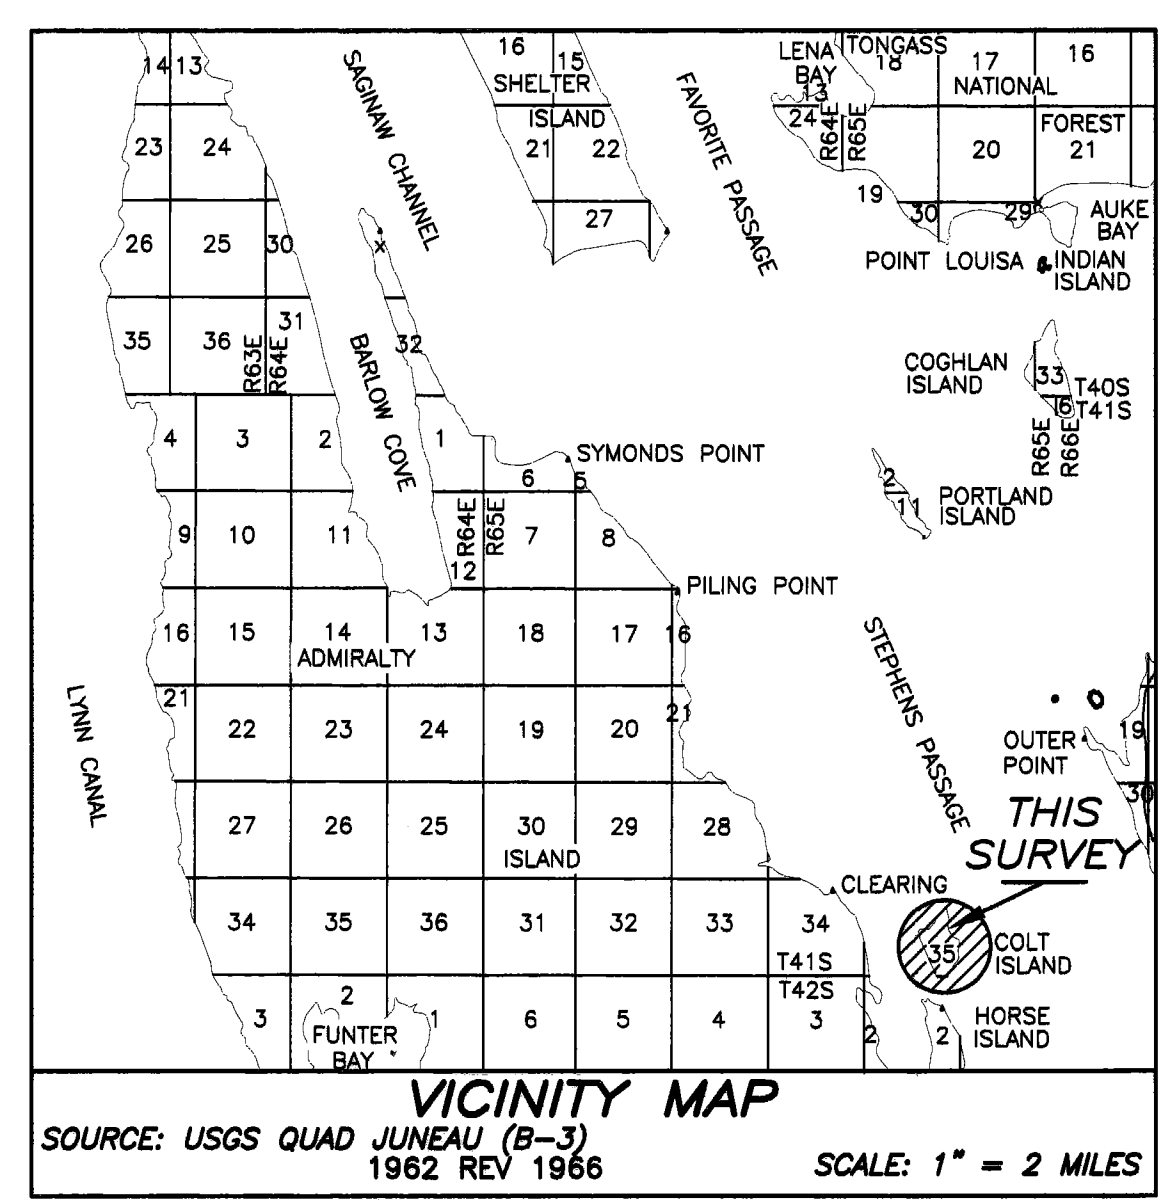 14 13
SAGINAW CHANNEL
16 15
SHELTER
ISLAND
FAVORITE PASSAGE
LENA
BAY
TONGASS
18 17 16
NATIONAL
13
24
R64E
R65E
FOREST
23 24
21 22
20 21
19
27
30 29
AUKE
BAY
26 25 30
POINT LOUISA
INDIAN
ISLAND
X
35 36 31
R63E
R64E
BARLOW COVE
32
COGHLAN
ISLAND
33
T40S
6 T41S
R65E
R66E
4 3 2 1
SYMONDS POINT
6 5
2
11
PORTLAND
ISLAND
9 10 11
R64E
R65E
7 8
12
PILING POINT
16 15 14 13 18 17 16
ADMIRALTY
STEPHENS PASSAGE
LYNN CANAL
21
22 23 24 19 20 21
OUTER
POINT
19
30
27 26 25 30 29 28
ISLAND
THIS
SURVEY
CLEARING
34 35 36 31 32 33 34
35
COLT
ISLAND
T41S
T42S
3 2 1 6 5 4 3 2 2
FUNTER
BAY
HORSE
ISLAND
VICINITY MAP
SOURCE: USGS QUAD JUNEAU (B-3)
1962 REV 1966
SCALE: 1" = 2 MILES